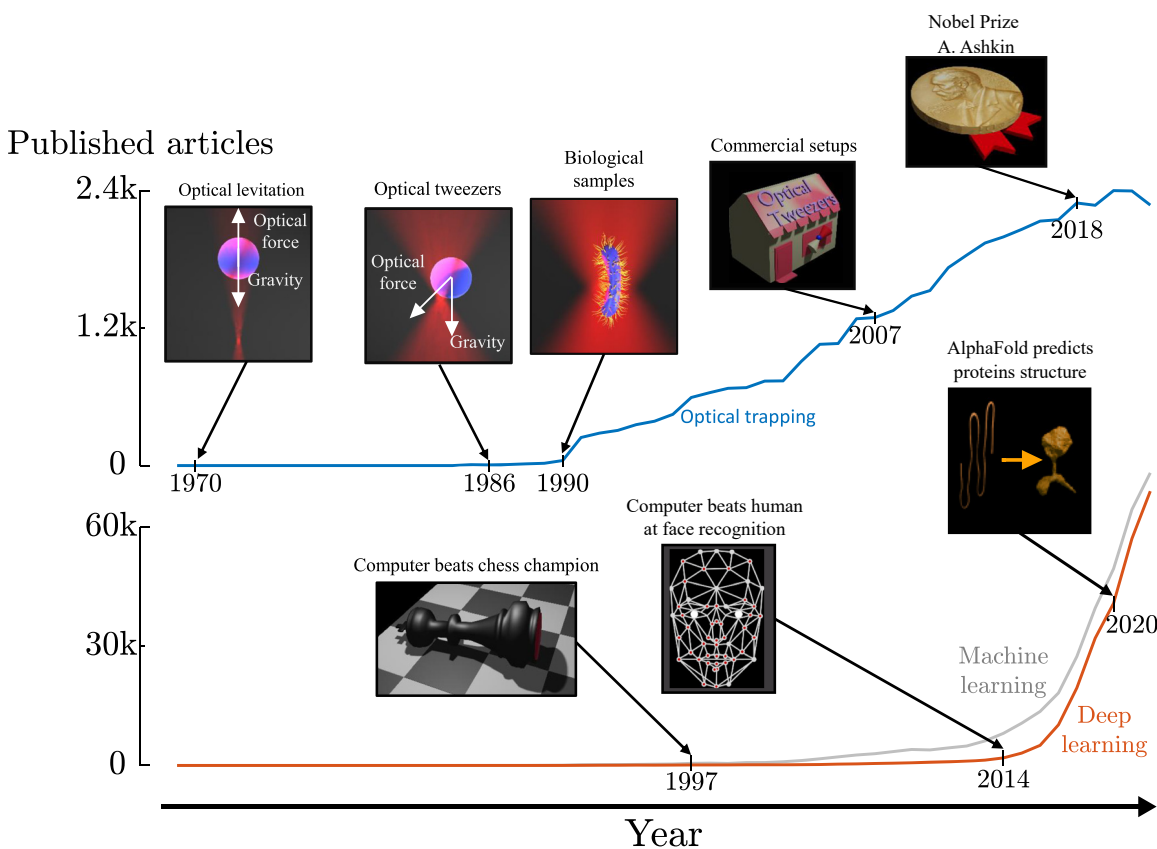 Nobel Prize
A. Ashkin
Published articles
Commercial setups
Biological
samples
Optical levitation
Optical tweezers
2.4k
Optical
force
Gravity
Optical
force
Gravity
Optical
Tweezers
2018
1.2k
2007
AlphaFold predicts
proteins structure
Optical trapping
0
1970
1986
1990
60k
Computer beats human
at face recognition
Computer beats chess champion
30k
2020
Machine
learning
Deep
learning
0
1997
2014
Year